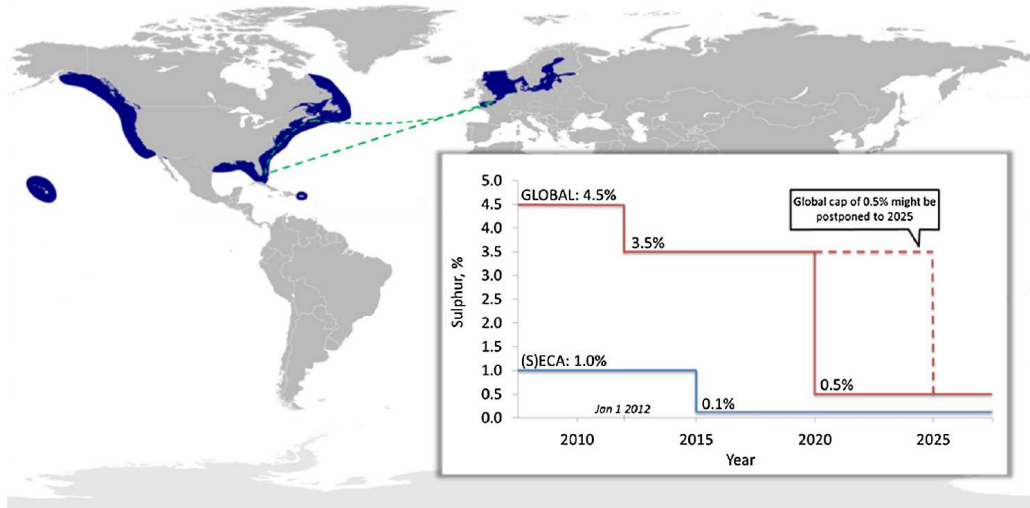 5.0
4.5
4.0
3.5
3.0
2.5
2.0
1.5
1.0
0.5
0.0
Sulphur, %
GLOBAL: 4.5%
3.5%
Global cap of 0.5% might be
postponed to 2025
(S)ECA: 1.0%
0.1%
0.5%
Jan 1 2012
2010
2015
2020
2025
Year